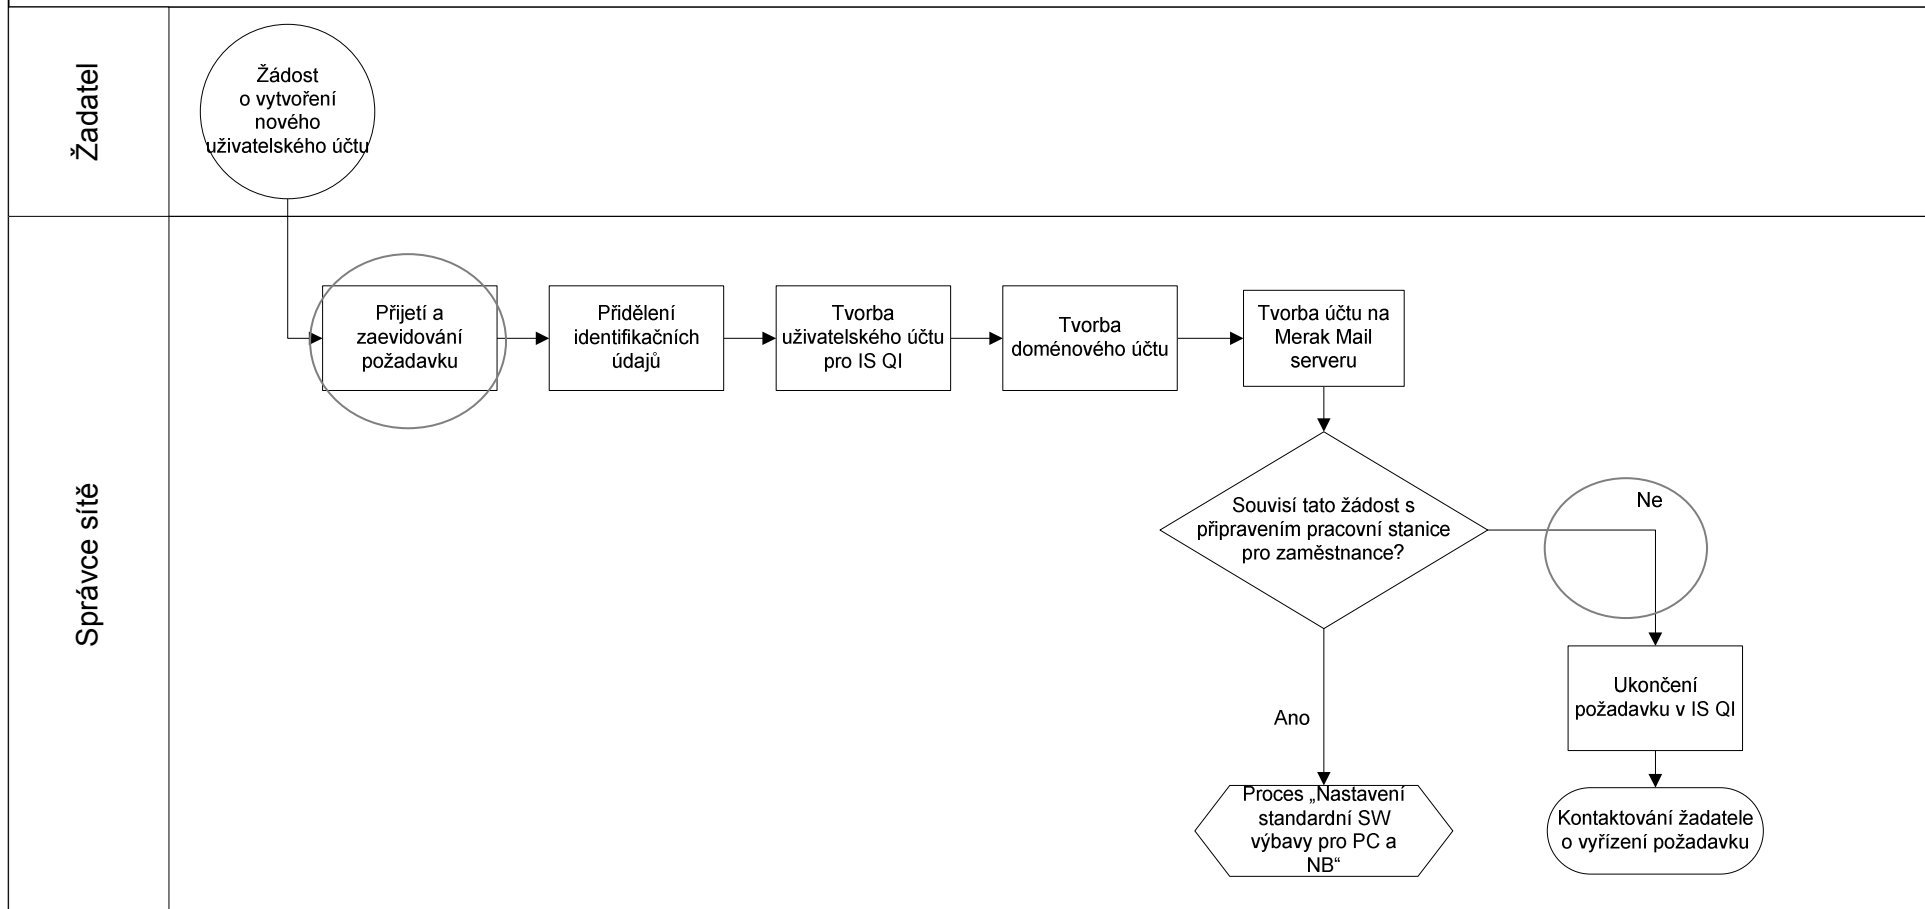 Žadatel
Žádost
o vytvoření
nového
uživatelského účtu
Správce sítě
Přijetí a
zaevidování
požadavku
Přidělení
identifikačních
údajů
Tvorba
uživatelského účtu
pro IS QI
Tvorba
doménového účtu
Tvorba účtu na
Merak Mail
serveru
Souvisí tato žádost s
připravením pracovní stanice
pro zaměstnance?
Ne
Ano
Ukončení
požadavku v IS QI
Proces „Nastavení
standardní SW
výbavy pro PC a
NB“
Kontaktování žadatele
o vyřízení požadavku